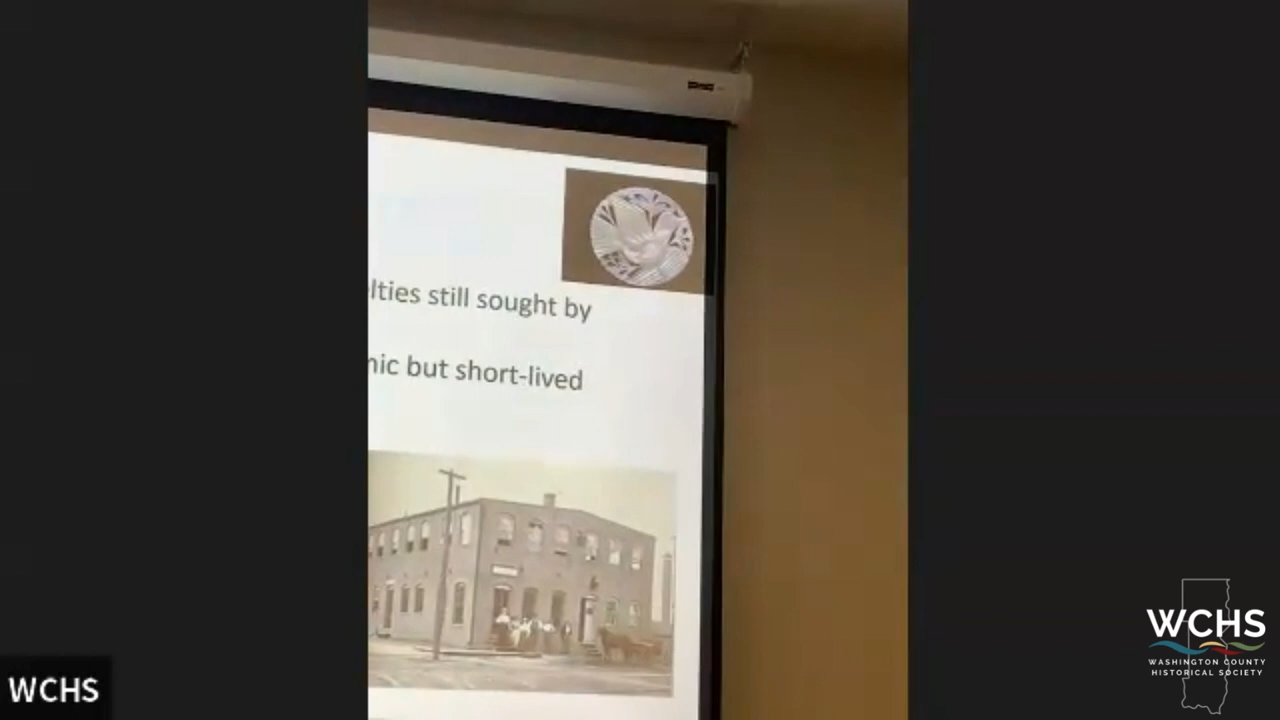 lties still sought by
nic but short-lived
WCHS
WCHS
WASHINGTON COUNTY
HISTORICAL SOCIETY